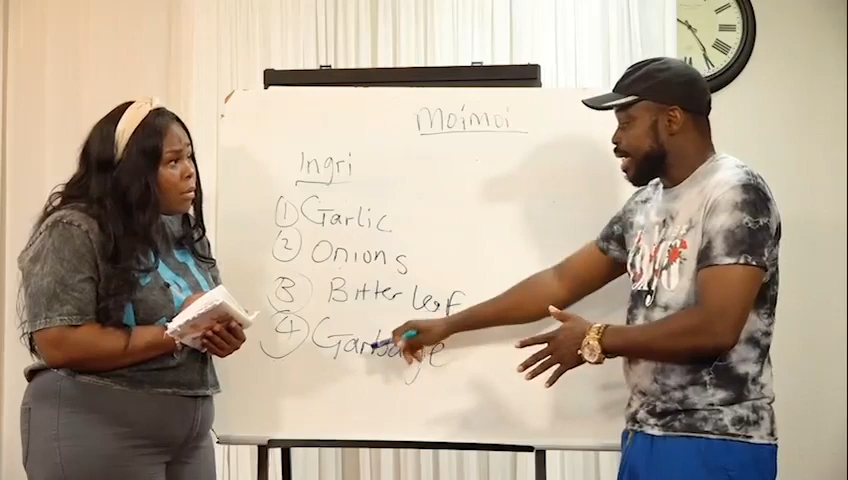 Moimoi
Ingri
1 Garlic
2 Onions
3 Bitter leaf
4 Garbage